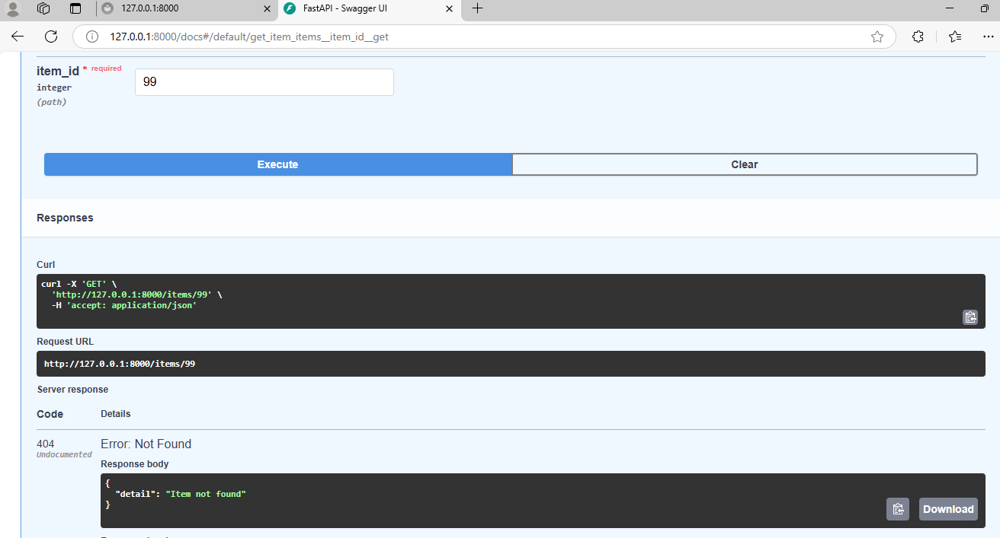 127.0.0.1:8000
FastAPI - Swagger UI
127.0.0.1:8000/docs#/default/get_item_items__item_id__get
item_id * required
integer
(path)
99
Execute
Clear
Responses
Curl
curl -X 'GET' \
'http://127.0.0.1:8000/items/99' \
-H 'accept: application/json'
Request URL
http://127.0.0.1:8000/items/99
Server response
Code Details
404 Error: Not Found
Undocumented
Response body
{
"detail": "Item not found"
}
Download